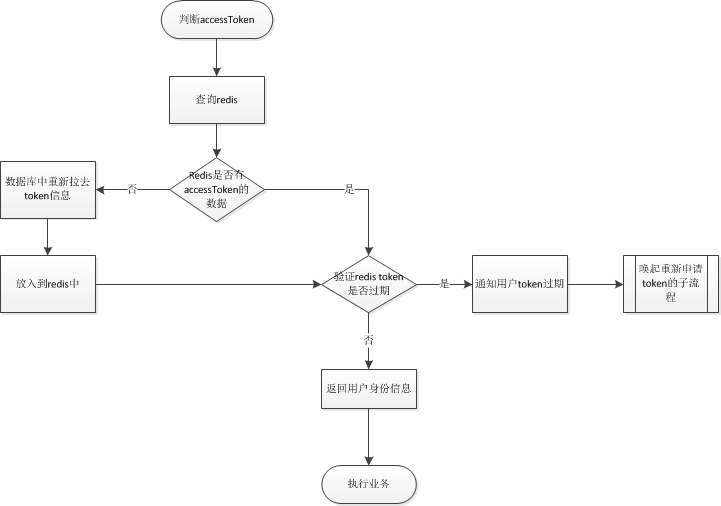 判断accessToken
查询redis
Redis是否有
accessToken的
数据
否
是
数据库中重新拉去
token信息
放入到redis中
验证redis token
是否过期
是
通知用户token过期
唤起重新申请
token的子流
程
否
返回用户身份信息
执行业务